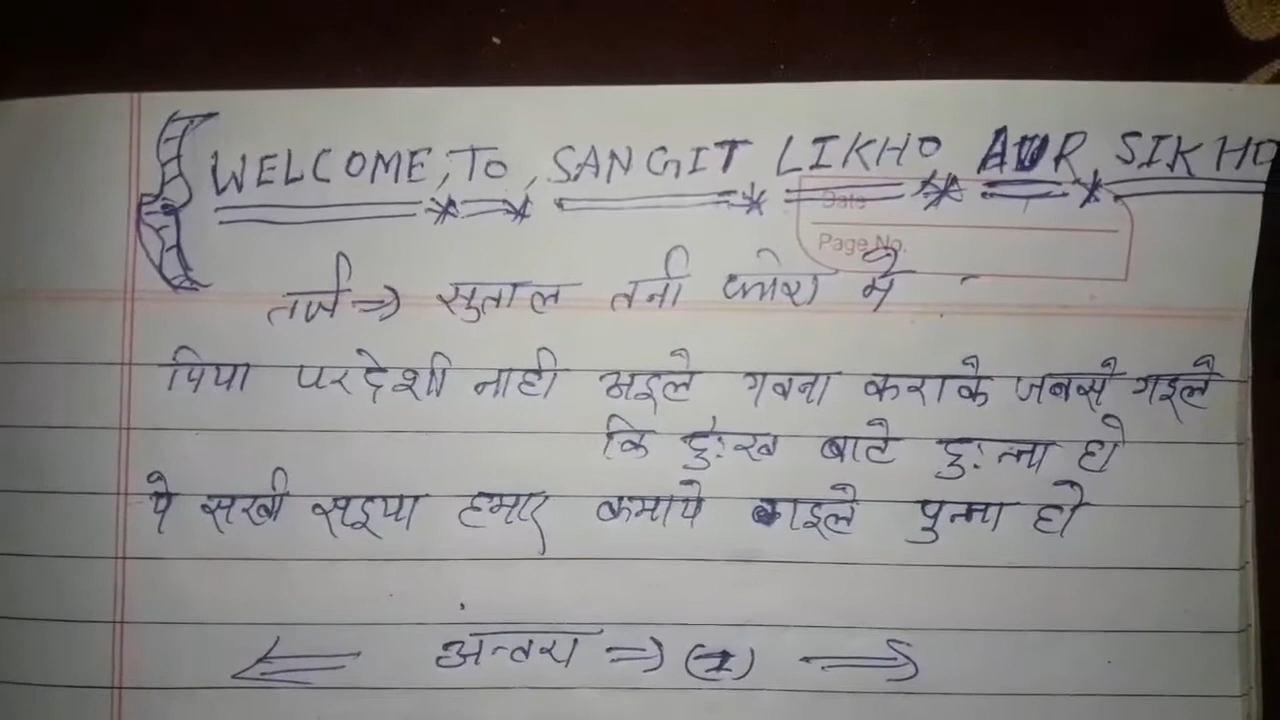 WELCOME, TO, SANGIT LIKHO AUR, SIKHO
Date
Page No.
तर्ज => सुताल तनी कोरा में
पिया परदेशी नाही अइले गवना कराके जबसे गइले
कि दुःख बाटे दुःन्ना हो
ये सखी सइया हमार कमाये गइले पुन्ना हो
अन्तरा => (1)